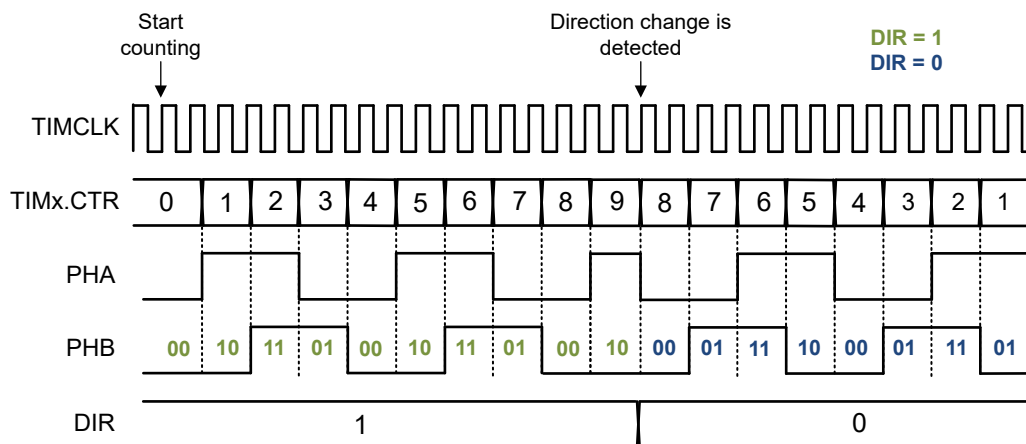 Start
counting
Direction change is
detected
DIR = 1
DIR = 0
TIMCLK
TIMx.CTR 0 1 2 3 4 5 6 7 8 9 8 7 6 5 4 3 2 1
PHA
PHB 00 10 11 01 00 10 11 01 00 10 00 01 11 10 00 01 11 01
DIR 1 0